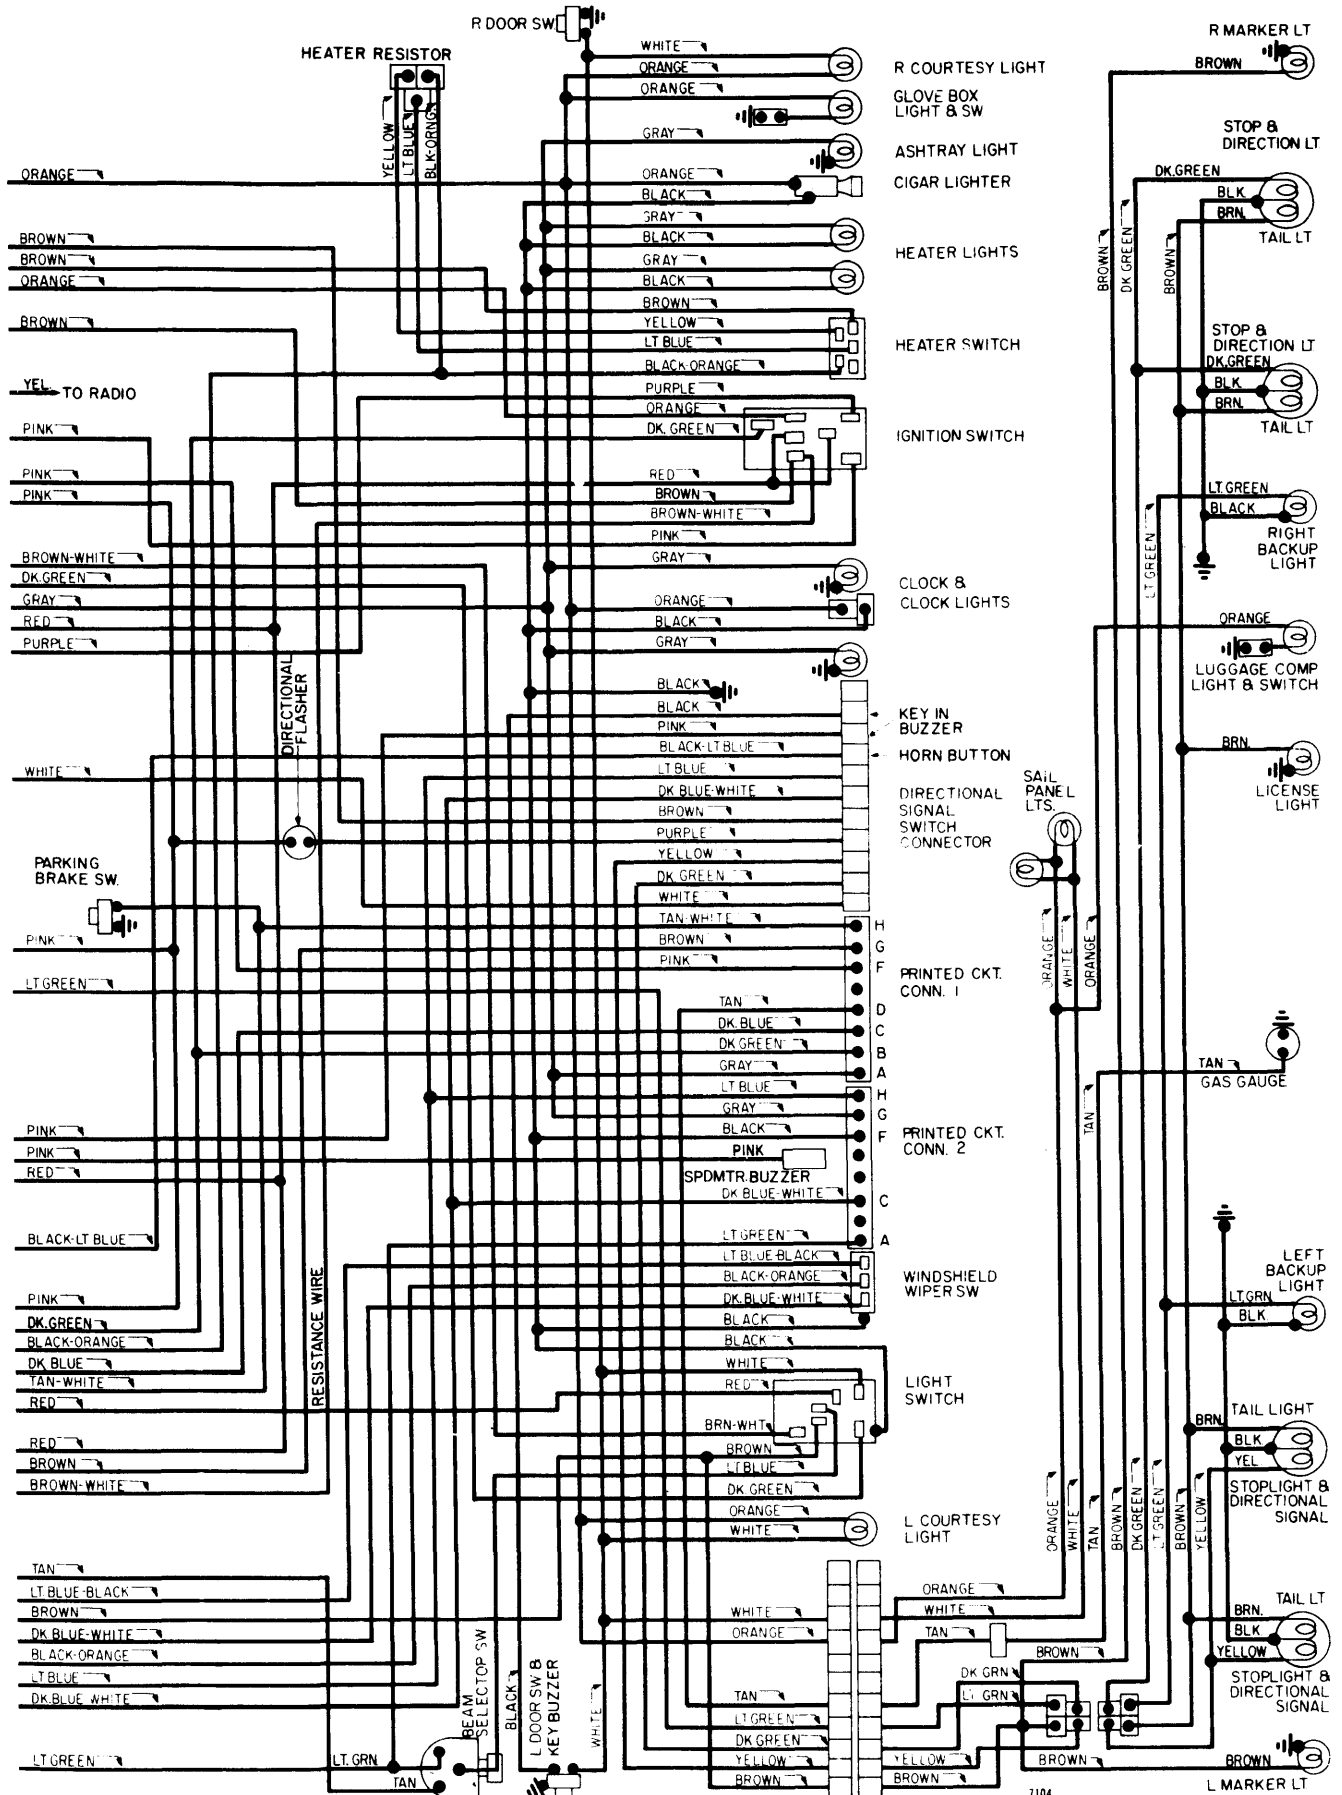 R DOOR SW.
HEATER RESISTOR
YELLOW
LT BLUE
BLK-ORNG
WHITE
ORANGE
R COURTESY LIGHT
ORANGE
GLOVE BOX
LIGHT & SW
GRAY
ASHTRAY LIGHT
ORANGE
ORANGE
CIGAR LIGHTER
BLACK
GRAY
BLACK
HEATER LIGHTS
GRAY
BLACK
BROWN
BROWN
ORANGE
BROWN
BROWN
YELLOW
LT BLUE
HEATER SWITCH
BLACK-ORANGE
YEL.
TO RADIO
PURPLE
ORANGE
DK. GREEN
IGNITION SWITCH
PINK
PINK
PINK
RED
BROWN
BROWN-WHITE
PINK
BROWN-WHITE
DK.GREEN
GRAY
RED
PURPLE
GRAY
CLOCK &
CLOCK LIGHTS
ORANGE
BLACK
GRAY
DIRECTIONAL
FLASHER
BLACK
BLACK
KEY IN
BUZZER
PINK
BLACK-LT BLUE
HORN BUTTON
WHITE
LT BLUE
DK BLUE-WHITE
BROWN
PURPLE
YELLOW
DK GREEN
WHITE
DIRECTIONAL
SIGNAL
SWITCH
CONNECTOR
PARKING
BRAKE SW.
PINK
LT GREEN
TAN-WHITE
H
BROWN
G
PINK
F
PRINTED CKT.
CONN. 1
TAN
D
DK.BLUE
C
DK GREEN
B
GRAY
A
LT BLUE
H
GRAY
G
BLACK
F
PRINTED CKT.
CONN. 2
PINK
SPDMTR.BUZZER
DK BLUE-WHITE
C
LT GREEN
A
PINK
PINK
RED
BLACK-LT BLUE
LT BLUE-BLACK
BLACK-ORANGE
DK.BLUE-WHITE
BLACK
WINDSHIELD
WIPER SW
RESISTANCE WIRE
PINK
DK.GREEN
BLACK-ORANGE
DK BLUE
TAN-WHITE
RED
RED
BROWN
BROWN-WHITE
BLACK
WHITE
RED
LIGHT
SWITCH
BRN-WHT
BROWN
LT BLUE
DK GREEN
ORANGE
WHITE
L COURTESY
LIGHT
TAN
LT BLUE-BLACK
BROWN
DK BLUE-WHITE
BLACK-ORANGE
LT BLUE
DK.BLUE WHITE
LT GREEN
LT. GRN
TAN
BEAM
SELECTOP SW
BLACK
L DOOR SW &
KEY BUZZER
WHITE
WHITE
ORANGE
TAN
LT GREEN
DK GREEN
YELLOW
BROWN
ORANGE
WHITE
TAN
BROWN
DK GRN
LT GRN
YELLOW
BROWN
BROWN
BROWN
L MARKER LT
7104
R MARKER LT
BROWN
STOP &
DIRECTION LT
DK.GREEN
BLK
BRN.
TAIL LT
BROWN
DK GREEN
BROWN
STOP &
DIRECTION LT
DK.GREEN
BLK
BRN.
TAIL LT
LT. GREEN
BLACK
RIGHT
BACKUP
LIGHT
LT GREEN
ORANGE
LUGGAGE COMP
LIGHT & SWITCH
BRN.
LICENSE
LIGHT
SAIL
PANEL
LTS.
ORANGE
WHITE
ORANGE
TAN
GAS GAUGE
TAN
LEFT
BACKUP
LIGHT
LT.GRN
BLK.
TAIL LIGHT
BRN
BLK
YEL
STOPLIGHT &
DIRECTIONAL
SIGNAL
ORANGE
WHITE
TAN
BROWN
DK GREEN
LT GREEN
BROWN
YELLOW
TAIL LT
BRN.
BLK
YELLOW
STOPLIGHT &
DIRECTIONAL
SIGNAL